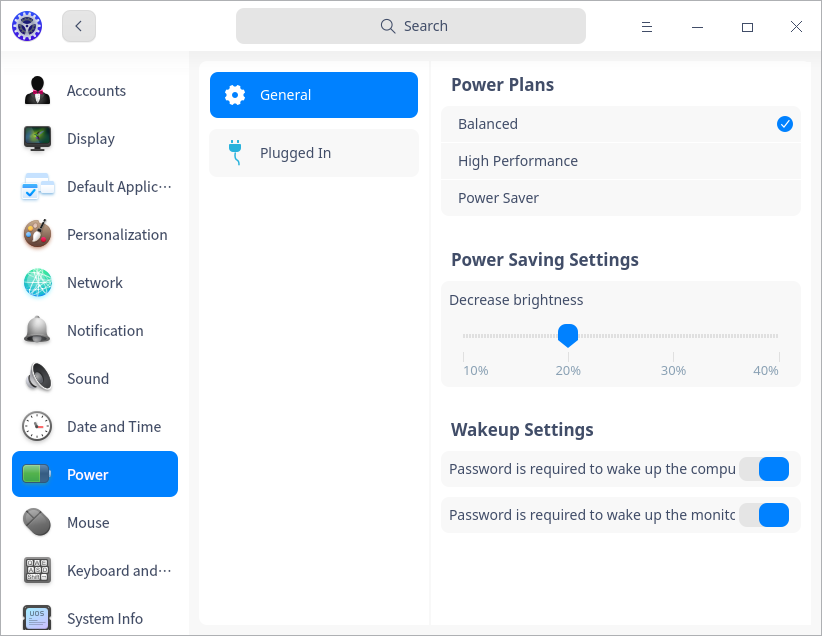 Search
Accounts
Display
Default Applic···
Personalization
Network
Notification
Sound
Date and Time
Power
Mouse
Keyboard and···
System Info
General
Plugged In
Power Plans
Balanced
High Performance
Power Saver
Power Saving Settings
Decrease brightness
10% 20% 30% 40%
Wakeup Settings
Password is required to wake up the compu
Password is required to wake up the monitc